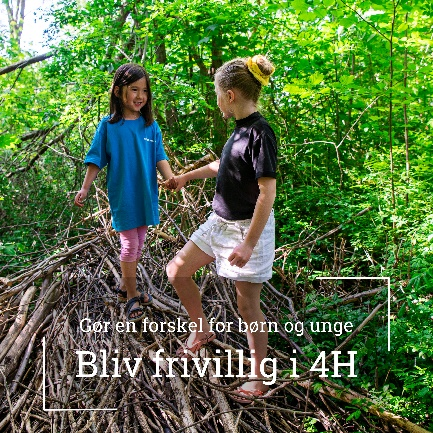 Gør en forskel for børn og unge
Bliv frivillig i 4H